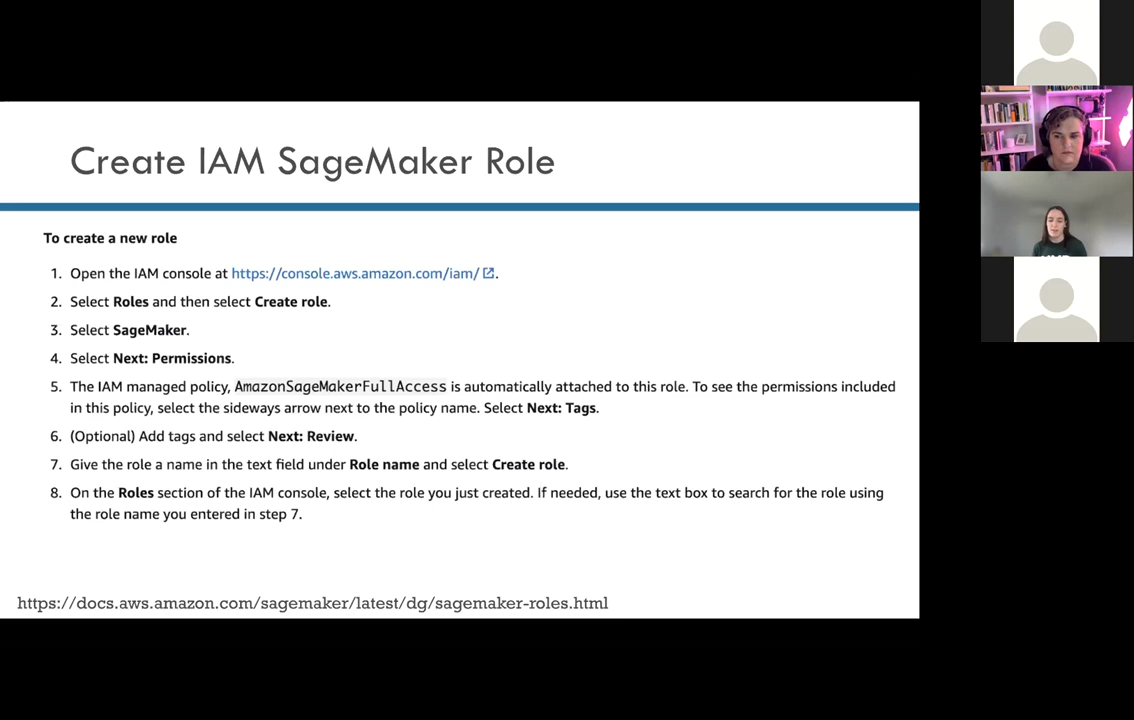 Create IAM SageMaker Role
To create a new role
1. Open the IAM console at https://console.aws.amazon.com/iam/.
2. Select Roles and then select Create role.
3. Select SageMaker.
4. Select Next: Permissions.
5. The IAM managed policy, AmazonSageMakerFullAccess is automatically attached to this role. To see the permissions included
in this policy, select the sideways arrow next to the policy name. Select Next: Tags.
6. (Optional) Add tags and select Next: Review.
7. Give the role a name in the text field under Role name and select Create role.
8. On the Roles section of the IAM console, select the role you just created. If needed, use the text box to search for the role using
the role name you entered in step 7.
https://docs.aws.amazon.com/sagemaker/latest/dg/sagemaker-roles.html